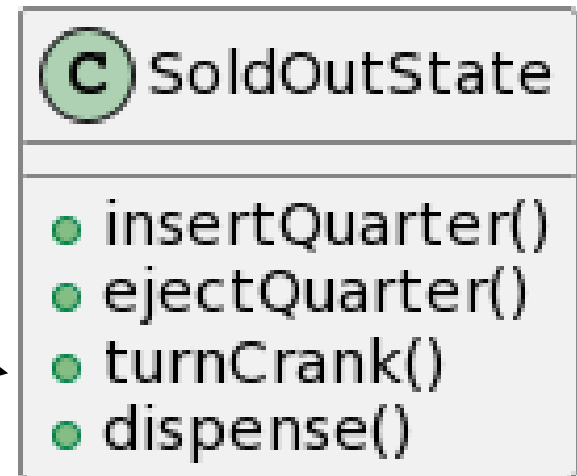 C SoldOutState
insertQuarter()
ejectQuarter()
turnCrank()
dispense()